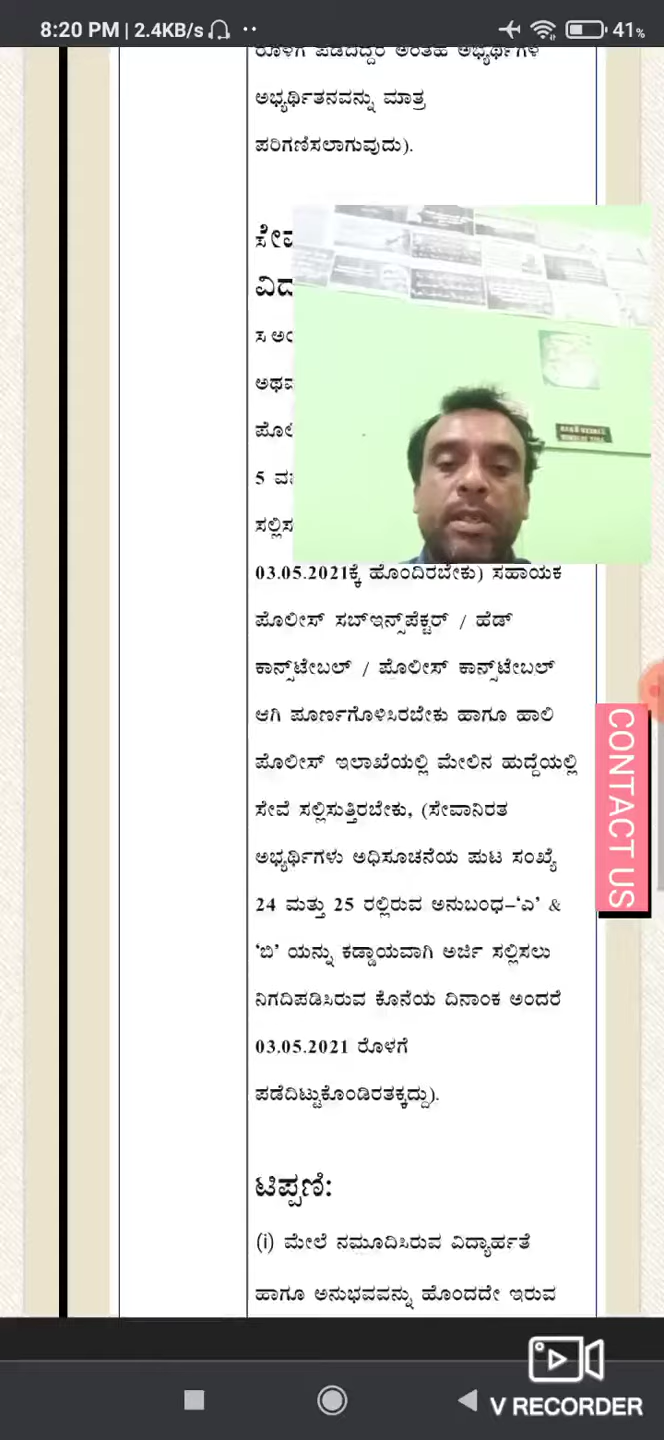 8:20 PM | 2.4KB/s
41%
ಅಭ್ಯರ್ಥಿತನವನ್ನು ಮಾತ್ರ
ಪರಿಗಣಿಸಲಾಗುವುದು).
5
03.05.2021ಕ್ಕೆ ಹೊಂದಿರಬೇಕು) ಸಹಾಯಕ
ಪೊಲೀಸ್ ಸಬ್‌ಇನ್ಸ್‌ಪೆಕ್ಟರ್ / ಹೆಡ್
ಕಾನ್ಸ್‌ಟೇಬಲ್ / ಪೊಲೀಸ್ ಕಾನ್ಸ್‌ಟೇಬಲ್
ಆಗಿ ಪೂರ್ಣಗೊಳಿಸಿರಬೇಕು ಹಾಗೂ ಹಾಲಿ
ಪೊಲೀಸ್ ಇಲಾಖೆಯಲ್ಲಿ ಮೇಲಿನ ಹುದ್ದೆಯಲ್ಲಿ
ಸೇವೆ ಸಲ್ಲಿಸುತ್ತಿರಬೇಕು, (ಸೇವಾನಿರತ
ಅಭ್ಯರ್ಥಿಗಳು ಅಧಿಸೂಚನೆಯ ಪುಟ ಸಂಖ್ಯೆ
24 ಮತ್ತು 25 ರಲ್ಲಿರುವ ಅನುಬಂಧ–‘ಎ’ &
‘ಬಿ’ ಯನ್ನು ಕಡ್ಡಾಯವಾಗಿ ಅರ್ಜಿ ಸಲ್ಲಿಸಲು
ನಿಗದಿಪಡಿಸಿರುವ ಕೊನೆಯ ದಿನಾಂಕ ಅಂದರೆ
03.05.2021 ರೊಳಗೆ
ಪಡೆದಿಟ್ಟುಕೊಂಡಿರತಕ್ಕದ್ದು).
ಟಿಪ್ಪಣಿ:
(i) ಮೇಲೆ ನಮೂದಿಸಿರುವ ವಿದ್ಯಾರ್ಹತೆ
ಹಾಗೂ ಅನುಭವವನ್ನು ಹೊಂದದೇ ಇರುವ
CONTACT US
V RECORDER